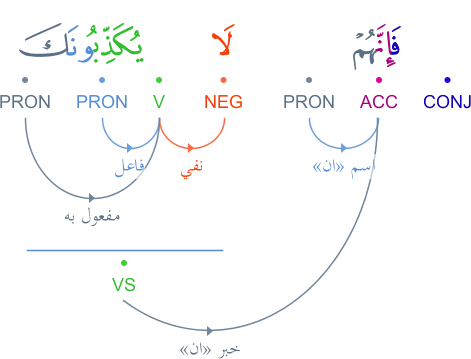 فَإِنَّهُمْ لَا يُكَذِّبُونَكَ
PRON PRON V NEG PRON ACC CONJ
فاعل نفي اسم «ان»
مفعول به
VS
خبر «ان»